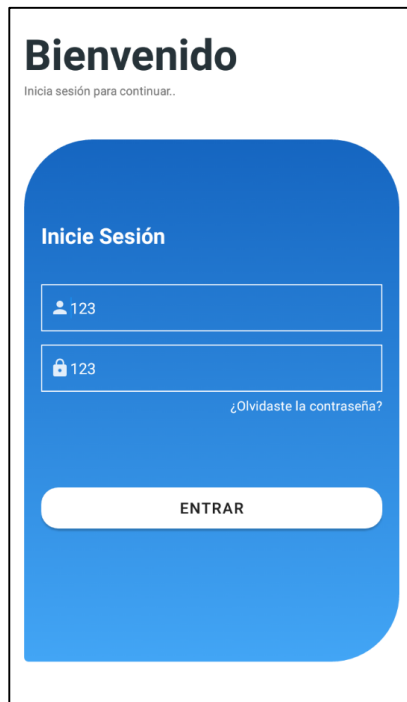 Bienvenido
Inicia sesión para continuar..
Inicie Sesión
123
123
¿Olvidaste la contraseña?
ENTRAR